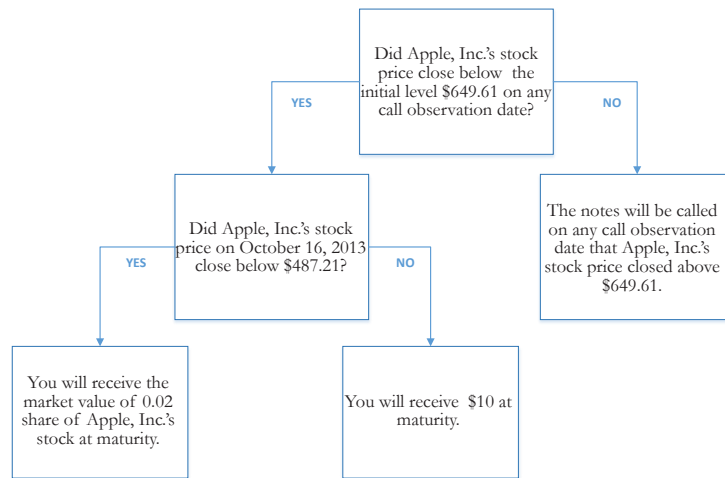 Did Apple, Inc.'s stock
price close below the
initial level $649.61 on any
call observation date?
YES
NO
Did Apple, Inc.'s stock
price on October 16, 2013
close below $487.21?
The notes will be called
on any call observation
date that Apple, Inc.'s
stock price closed above
$649.61.
YES
NO
You will receive the
market value of 0.02
share of Apple, Inc.'s
stock at maturity.
You will receive $10 at
maturity.